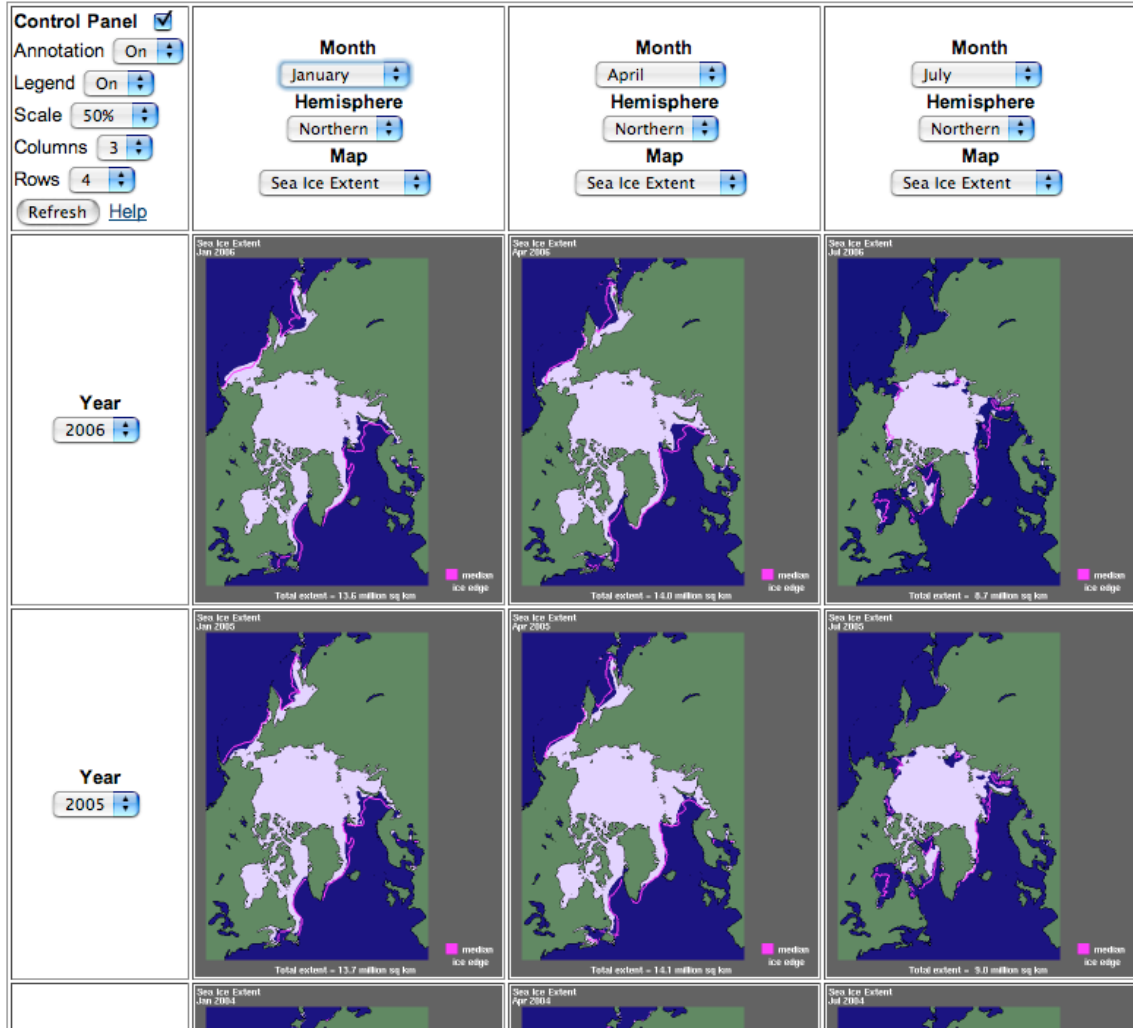 Control Panel
Annotation On
Legend On
Scale 50%
Columns 3
Rows 4
Refresh Help
Month
January
Hemisphere
Northern
Map
Sea Ice Extent
Month
April
Hemisphere
Northern
Map
Sea Ice Extent
Month
July
Hemisphere
Northern
Map
Sea Ice Extent
Year
2006
Sea Ice Extent
Jan 2006
median
ice edge
Total extent = 13.6 million sq km
Sea Ice Extent
Apr 2006
median
ice edge
Total extent = 14.0 million sq km
Sea Ice Extent
Jul 2006
median
ice edge
Total extent = 8.7 million sq km
Year
2005
Sea Ice Extent
Jan 2005
median
ice edge
Total extent = 13.7 million sq km
Sea Ice Extent
Apr 2005
median
ice edge
Total extent = 14.1 million sq km
Sea Ice Extent
Jul 2005
median
ice edge
Total extent = 9.0 million sq km
Sea Ice Extent
Jan 2004
Sea Ice Extent
Apr 2004
Sea Ice Extent
Jul 2004